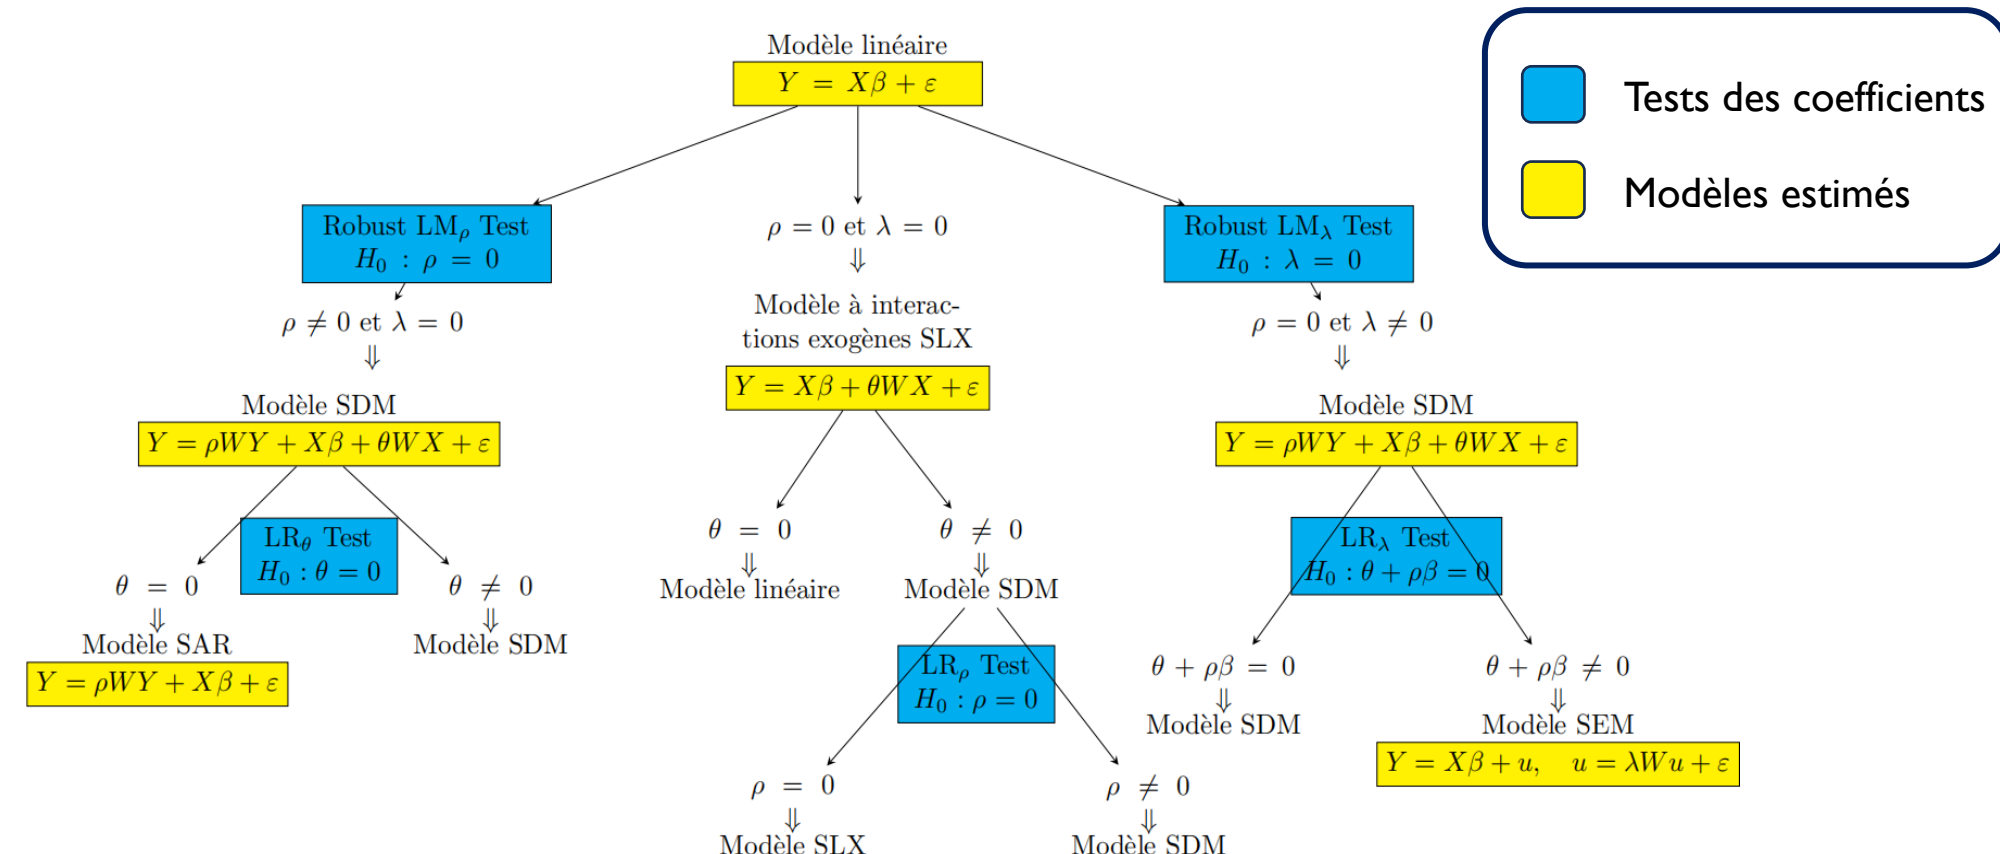 Modèle linéaire
Y = Xβ + ε
Tests des coefficients
Modèles estimés
Robust LMρ Test
H₀ : ρ = 0
ρ = 0 et λ = 0
⇓
Robust LMλ Test
H₀ : λ = 0
ρ ≠ 0 et λ = 0
⇓
Modèle à interac-
tions exogènes SLX
Y = Xβ + θWX + ε
ρ = 0 et λ ≠ 0
⇓
Modèle SDM
Y = ρWY + Xβ + θWX + ε
Modèle SDM
Y = ρWY + Xβ + θWX + ε
LRθ Test
H₀ : θ = 0
θ = 0
⇓
Modèle SAR
Y = ρWY + Xβ + ε
θ ≠ 0
⇓
Modèle SDM
θ = 0
⇓
Modèle linéaire
θ ≠ 0
⇓
Modèle SDM
LRρ Test
H₀ : ρ = 0
ρ = 0
⇓
Modèle SLX
ρ ≠ 0
⇓
Modèle SDM
LRλ Test
H₀ : θ + ρβ = 0
θ + ρβ = 0
⇓
Modèle SDM
θ + ρβ ≠ 0
⇓
Modèle SEM
Y = Xβ + u, u = λWu + ε